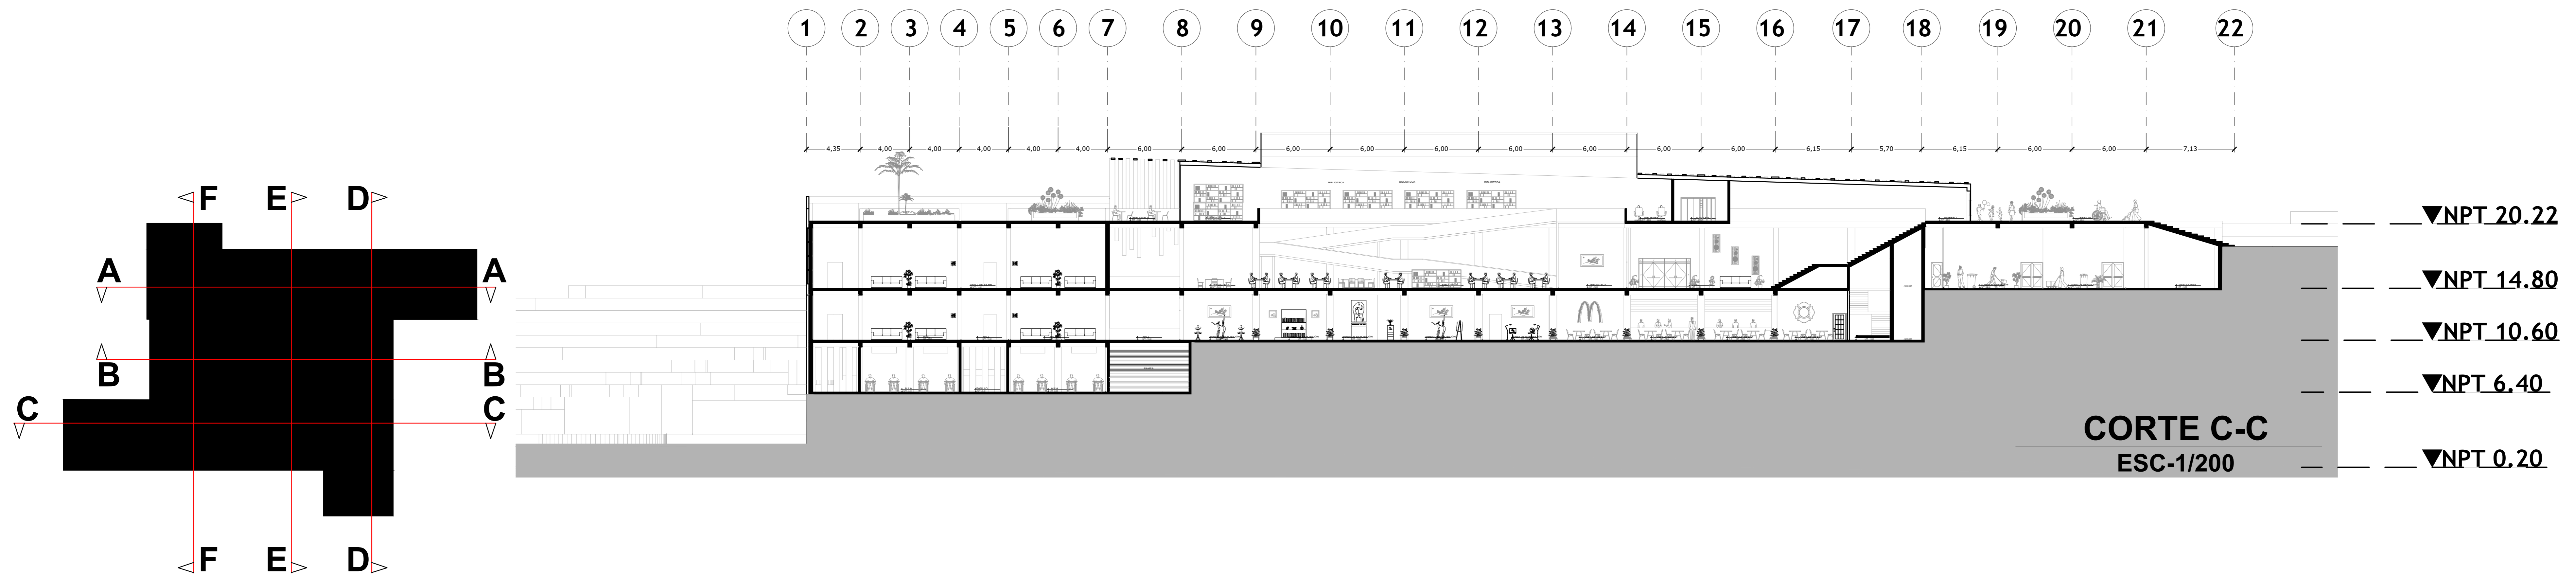 1 2 3 4 5 6 7 8 9 10 11 12 13 14 15 16 17 18 19 20 21 22
4,35 4,00 4,00 4,00 4,00 4,00 6,00 6,00 6,00 6,00 6,00 6,00 6,00 6,00 6,00 6,15 5,70 6,00 6,00 6,00 7,13
F E D
A A
B B
C C
F E D
NPT 20.22
NPT 14.80
NPT 10.60
NPT 6.40
NPT 0.20
CORTE C-C
ESC-1/200